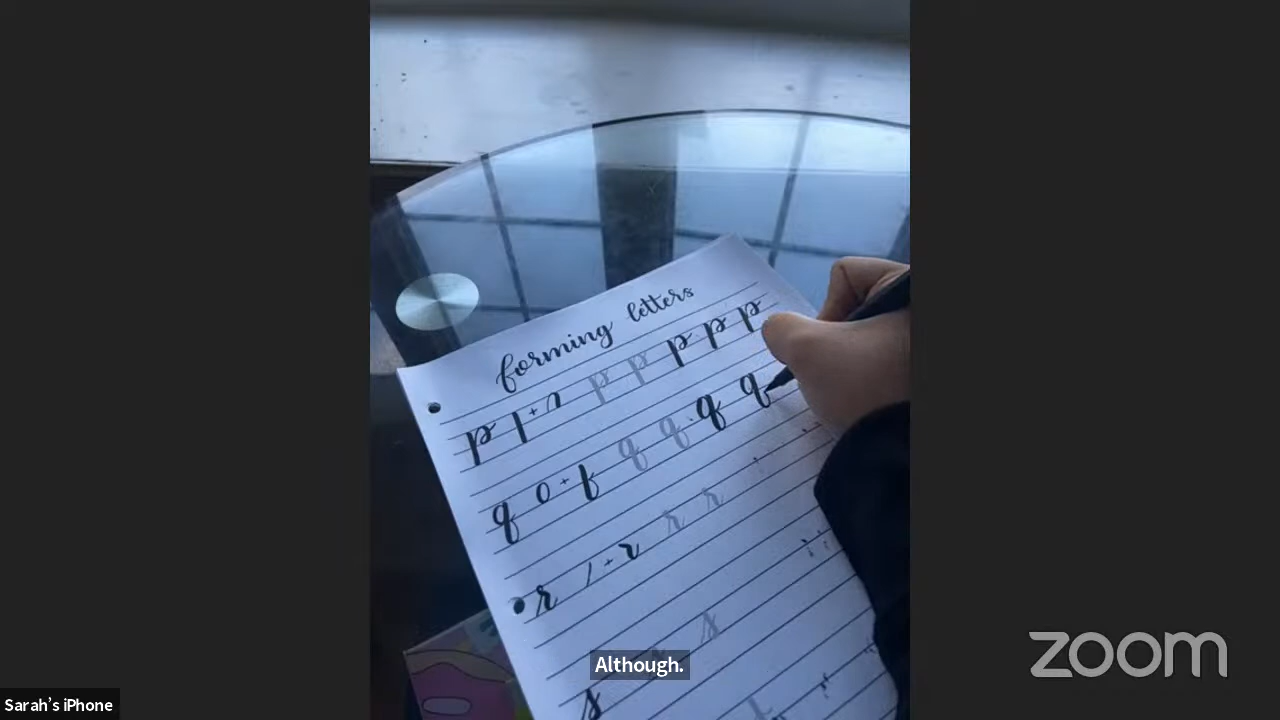 forming letters
p l + n p p p p p
q o + f q q q q
r / + r r r
s s
Although.
Sarah's iPhone
zoom